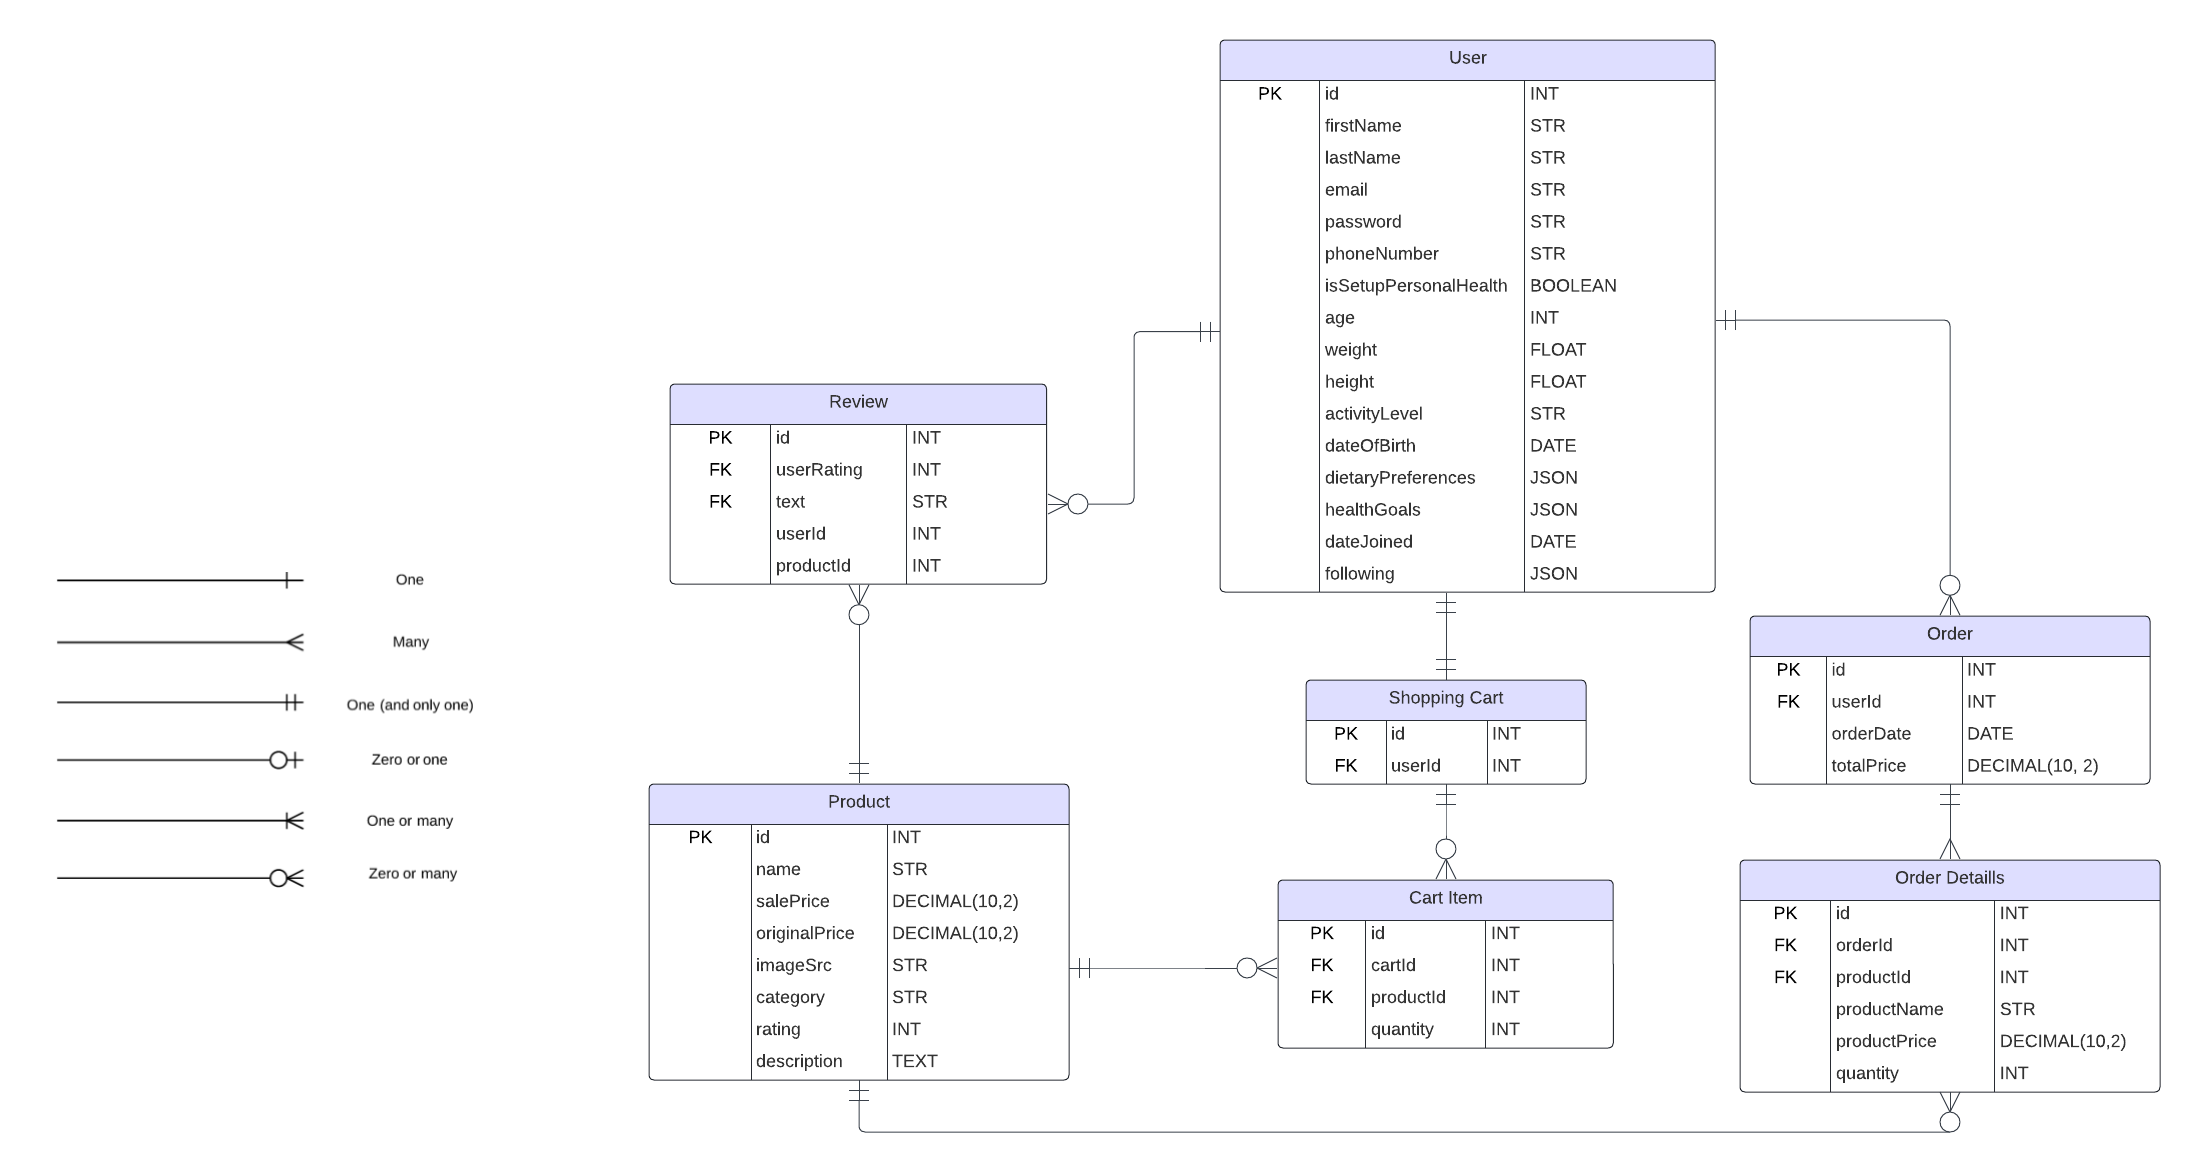 User
PK id INT
firstName STR
lastName STR
email STR
password STR
phoneNumber STR
isSetupPersonalHealth BOOLEAN
age INT
weight FLOAT
height FLOAT
activityLevel STR
dateOfBirth DATE
dietaryPreferences JSON
healthGoals JSON
dateJoined DATE
following JSON
Review
PK id INT
FK userRating INT
FK text STR
userId INT
productId INT
One
Many
One (and only one)
Zero or one
One or many
Zero or many
Shopping Cart
PK id INT
FK userId INT
Order
PK id INT
FK userId INT
orderDate DATE
totalPrice DECIMAL(10, 2)
Product
PK id INT
name STR
salePrice DECIMAL(10,2)
originalPrice DECIMAL(10,2)
imageSrc STR
category STR
rating INT
description TEXT
Cart Item
PK id INT
FK cartId INT
FK productId INT
quantity INT
Order Detaills
PK id INT
FK orderId INT
FK productId INT
productName STR
productPrice DECIMAL(10,2)
quantity INT